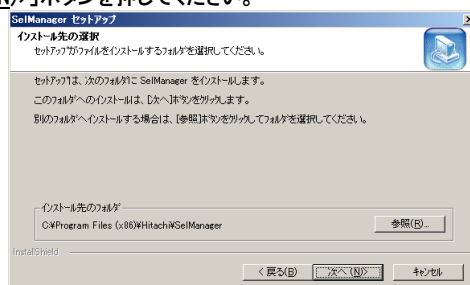 )>]ボタンを押してください。
SelManager セットアップ
インストール先の選択
セットアップがファイルをインストールするフォルダを選択してください。
セットアップは、次のフォルダに SelManager をインストールします。
このフォルダへのインストールは、[次へ]ボタンをクリックします。
別のフォルダへインストールする場合は、[参照]ボタンをクリックしてフォルダを選択してください。
インストール先のフォルダ
C:¥Program Files (x86)¥Hitachi¥SelManager
参照(R)...
InstallShield
< 戻る(B) 次へ(N)> キャンセル